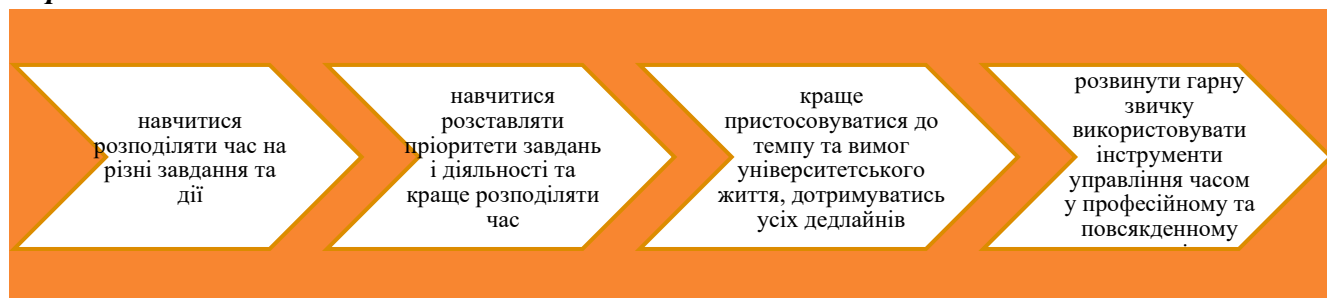 навчитися
розподіляти час на
різні завдання та
дії
навчитися
розставляти
пріоритети завдань
і діяльності та
краще розподіляти
час
краще
пристосовуватися до
темпу та вимог
університетського
життя, дотримуватись
усіх дедлайнів
розвинути гарну
звичку
використовувати
інструменти
управління часом
у професійному та
повсякденному